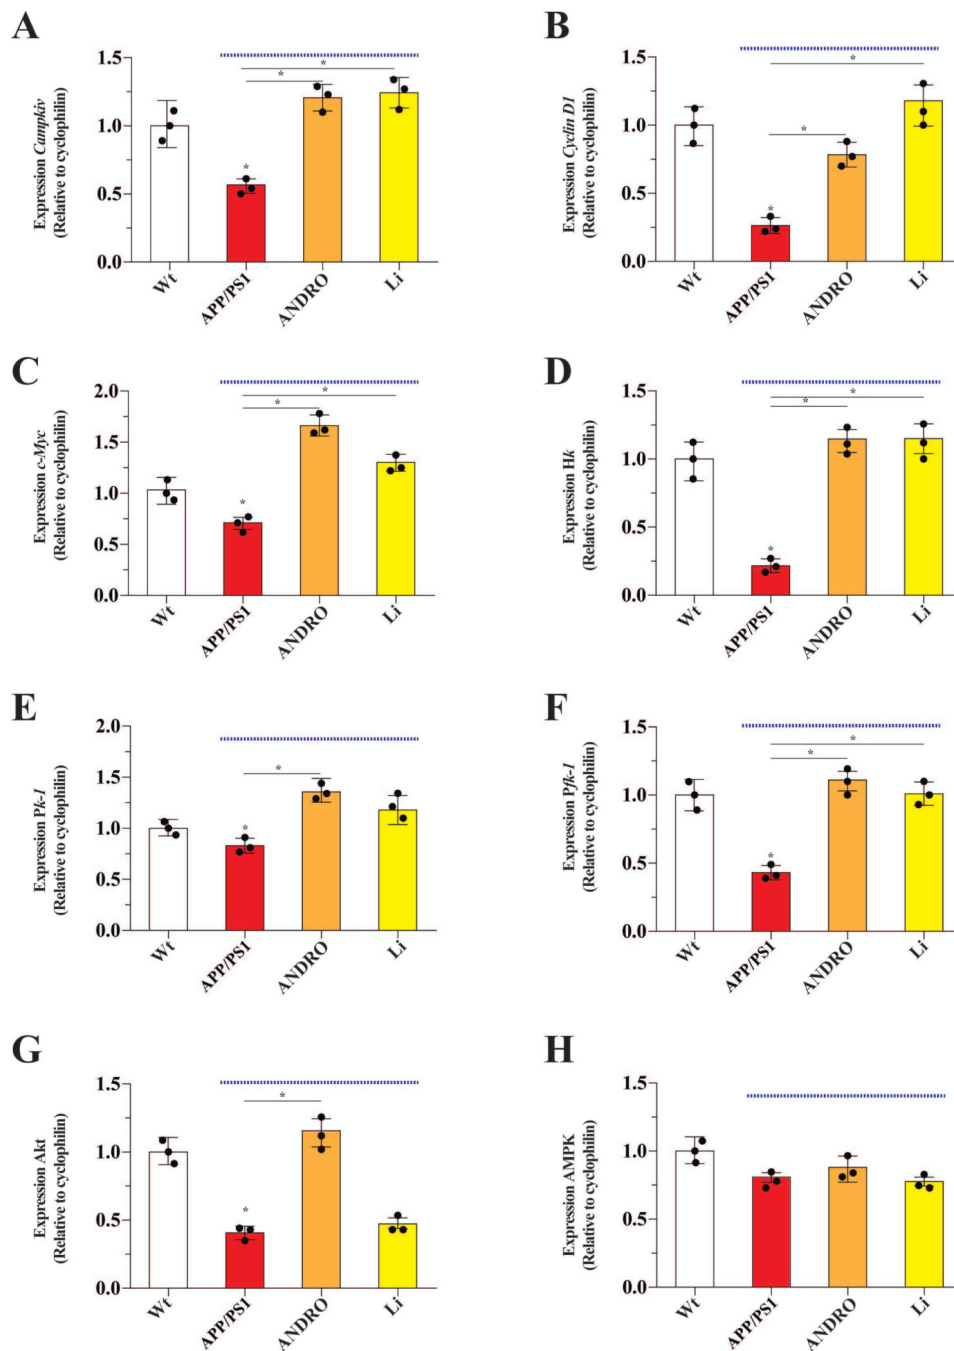 A
Expression Campkiv
(Relative to cyclophilin)
1.5
1.0
0.5
0.0
*
*
*
Wt
APP/PS1
ANDRO
Li
B
Expression Cyclin D1
(Relative to cyclophilin)
1.5
1.0
0.5
0.0
*
*
*
Wt
APP/PS1
ANDRO
Li
C
Expression c-Myc
(Relative to cyclophilin)
2.0
1.5
1.0
0.5
0.0
*
*
*
Wt
APP/PS1
ANDRO
Li
D
Expression Hk
(Relative to cyclophilin)
1.5
1.0
0.5
0.0
*
*
*
Wt
APP/PS1
ANDRO
Li
E
Expression Pk-1
(Relative to cyclophilin)
2.0
1.5
1.0
0.5
0.0
*
*
Wt
APP/PS1
ANDRO
Li
F
Expression Pfk-1
(Relative to cyclophilin)
1.5
1.0
0.5
0.0
*
*
*
Wt
APP/PS1
ANDRO
Li
G
Expression Akt
(Relative to cyclophilin)
1.5
1.0
0.5
0.0
*
*
Wt
APP/PS1
ANDRO
Li
H
Expression AMPK
(Relative to cyclophilin)
1.5
1.0
0.5
0.0
Wt
APP/PS1
ANDRO
Li